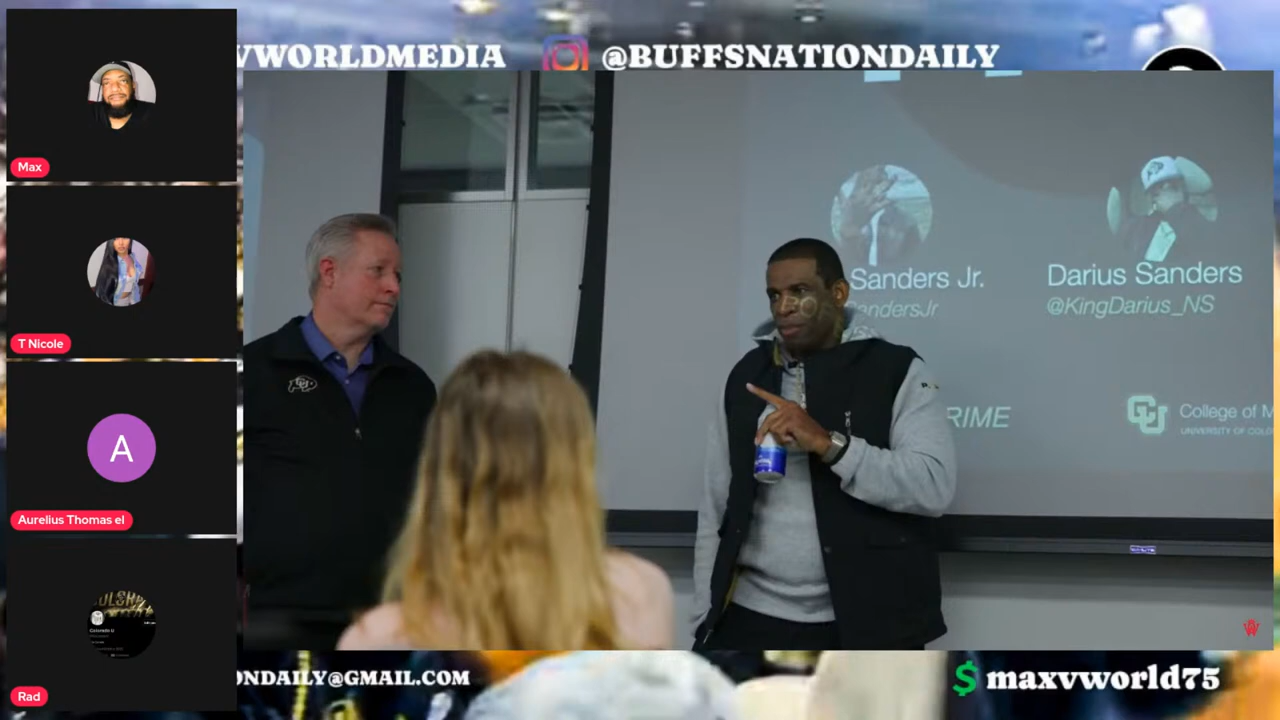 VWORLDMEDIA
@BUFFSNATIONDAILY
Max
T Nicole
A
Aurelius Thomas el
Rad
Sanders Jr.
Darius Sanders
@KingDarius_NS
RIME
CU
College of M
ONDAILY@GMAIL.COM
$ maxvworld75